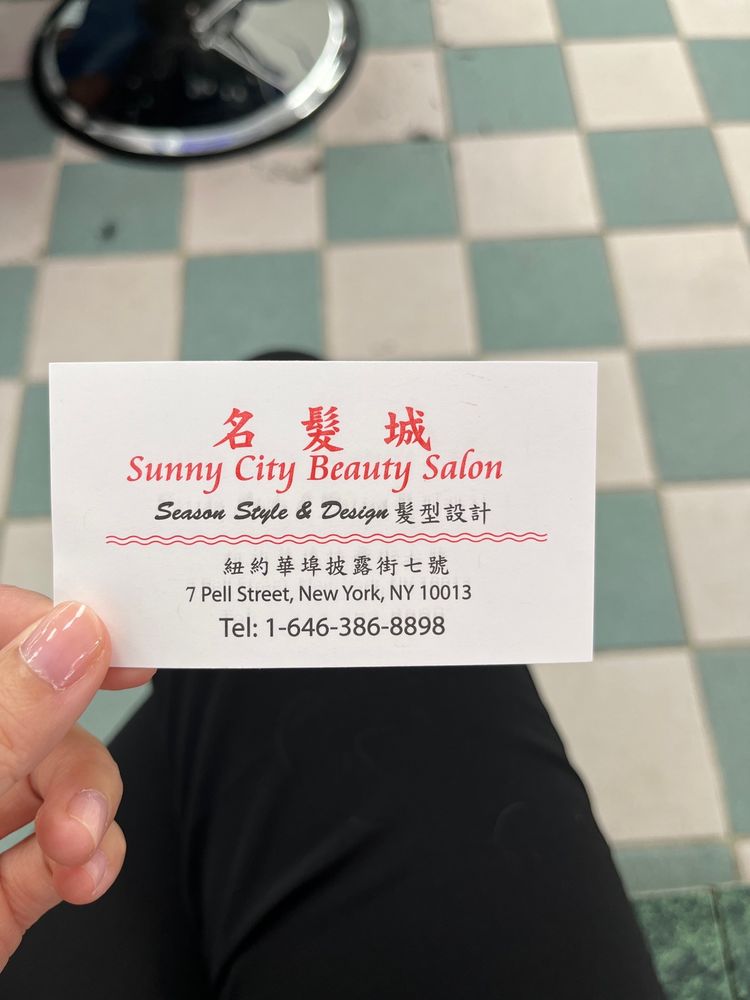 名髮城
Sunny City Beauty Salon
Season Style & Design 髮型設計
紐約華埠披露街七號
7 Pell Street, New York, NY 10013
Tel: 1-646-386-8898